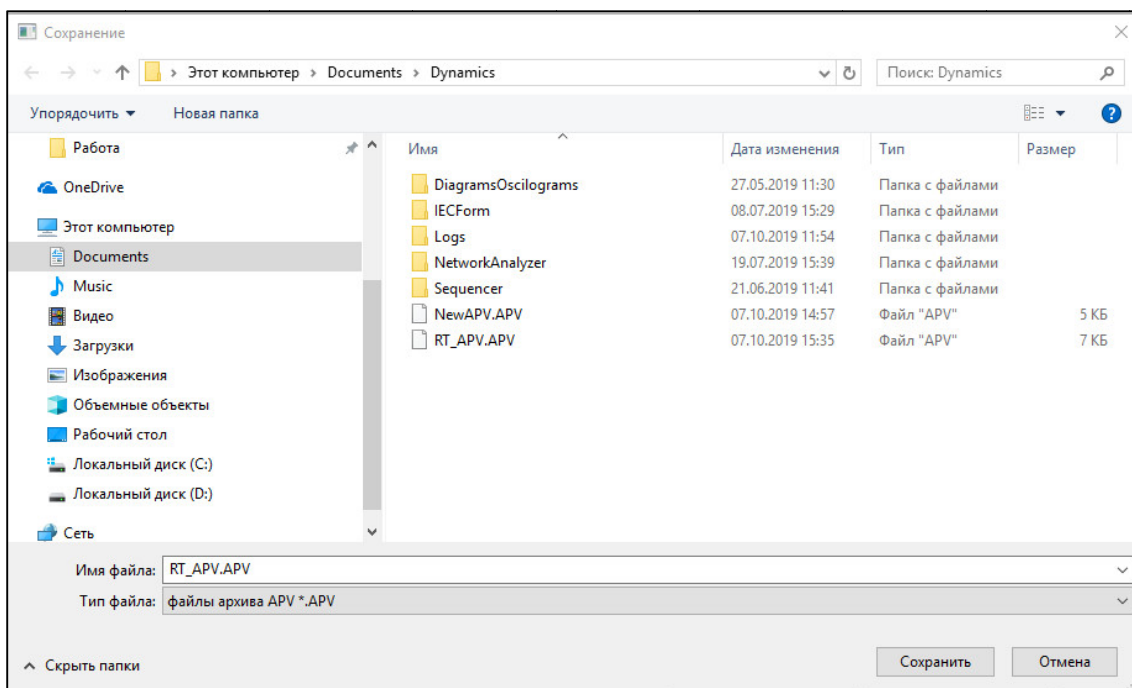 Сохранение
Этот компьютер > Documents > Dynamics
Поиск: Dynamics
Упорядочить
Новая папка
Работа
OneDrive
Этот компьютер
Documents
Music
Видео
Загрузки
Изображения
Объемные объекты
Рабочий стол
Локальный диск (C:)
Локальный диск (D:)
Сеть
Имя Дата изменения Тип Размер
DiagramsOscilograms 27.05.2019 11:30 Папка с файлами
IECForm 08.07.2019 15:29 Папка с файлами
Logs 07.10.2019 11:54 Папка с файлами
NetworkAnalyzer 19.07.2019 15:39 Папка с файлами
Sequencer 21.06.2019 11:41 Папка с файлами
NewAPV.APV 07.10.2019 14:57 Файл "APV" 5 КБ
RT_APV.APV 07.10.2019 15:35 Файл "APV" 7 КБ
Имя файла: RT_APV.APV
Тип файла: файлы архива APV *.APV
Скрыть папки
Сохранить
Отмена